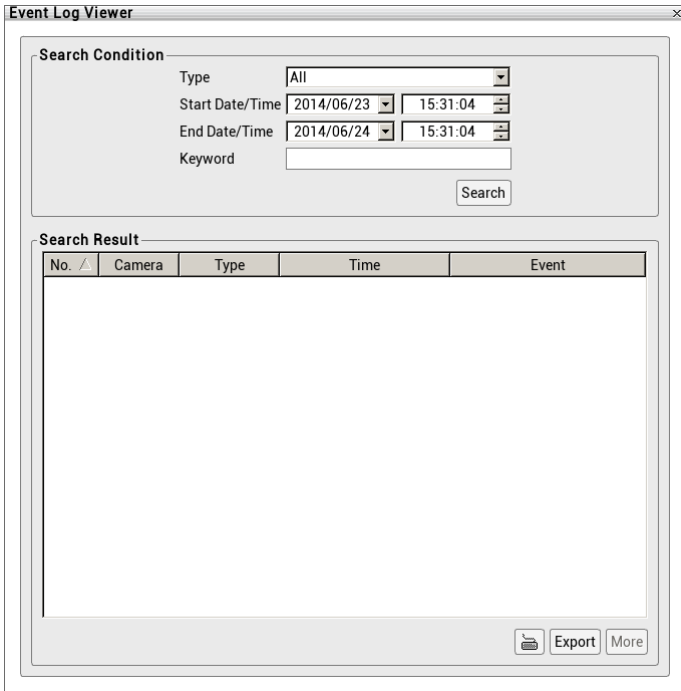 Event Log Viewer
Search Condition
Type All
Start Date/Time 2014/06/23 15:31:04
End Date/Time 2014/06/24 15:31:04
Keyword
Search
Search Result
No. Camera Type Time Event
Export More